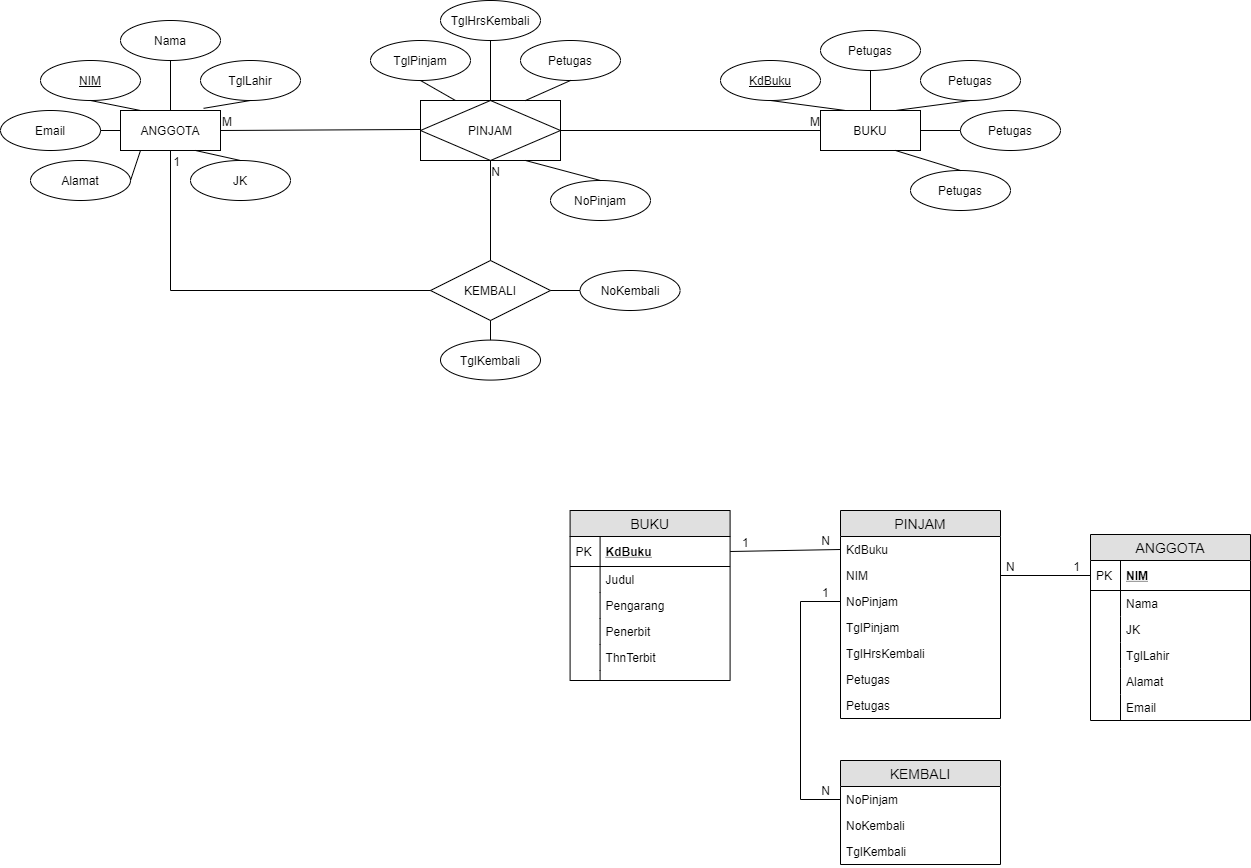 TglHrsKembali
Nama
TglPinjam
Petugas
Petugas
NIM
TglLahir
KdBuku
Petugas
Email
ANGGOTA
M
PINJAM
M
BUKU
Petugas
1
N
Alamat
JK
NoPinjam
Petugas
KEMBALI
NoKembali
TglKembali
BUKU
PK
KdBuku
Judul
Pengarang
Penerbit
ThnTerbit
1
N
PINJAM
KdBuku
NIM
NoPinjam
TglPinjam
TglHrsKembali
Petugas
Petugas
N
1
1
ANGGOTA
PK
NIM
Nama
JK
TglLahir
Alamat
Email
N
KEMBALI
NoPinjam
NoKembali
TglKembali